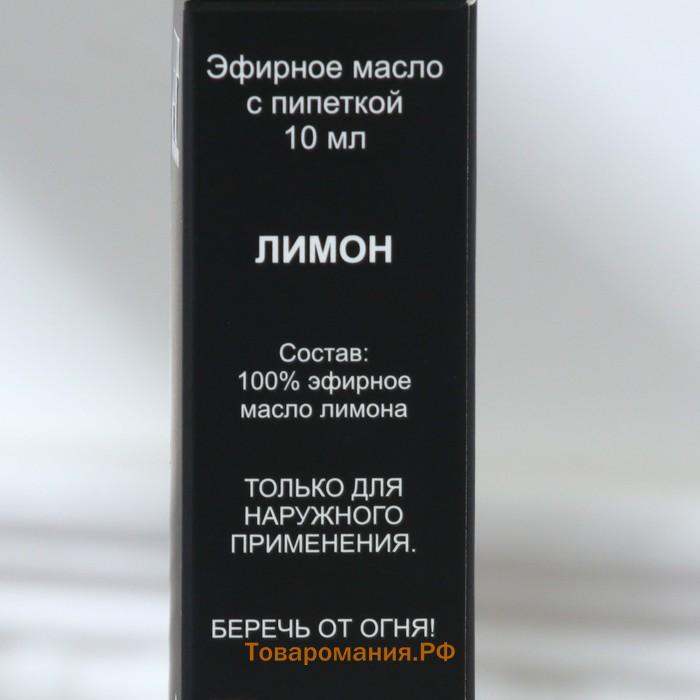 Эфирное масло
с пипеткой
10 мл
ЛИМОН
Состав:
100% эфирное
масло лимона
ТОЛЬКО ДЛЯ
НАРУЖНОГО
ПРИМЕНЕНИЯ.
БЕРЕЧЬ ОТ ОГНЯ!
Товаромания.РФ